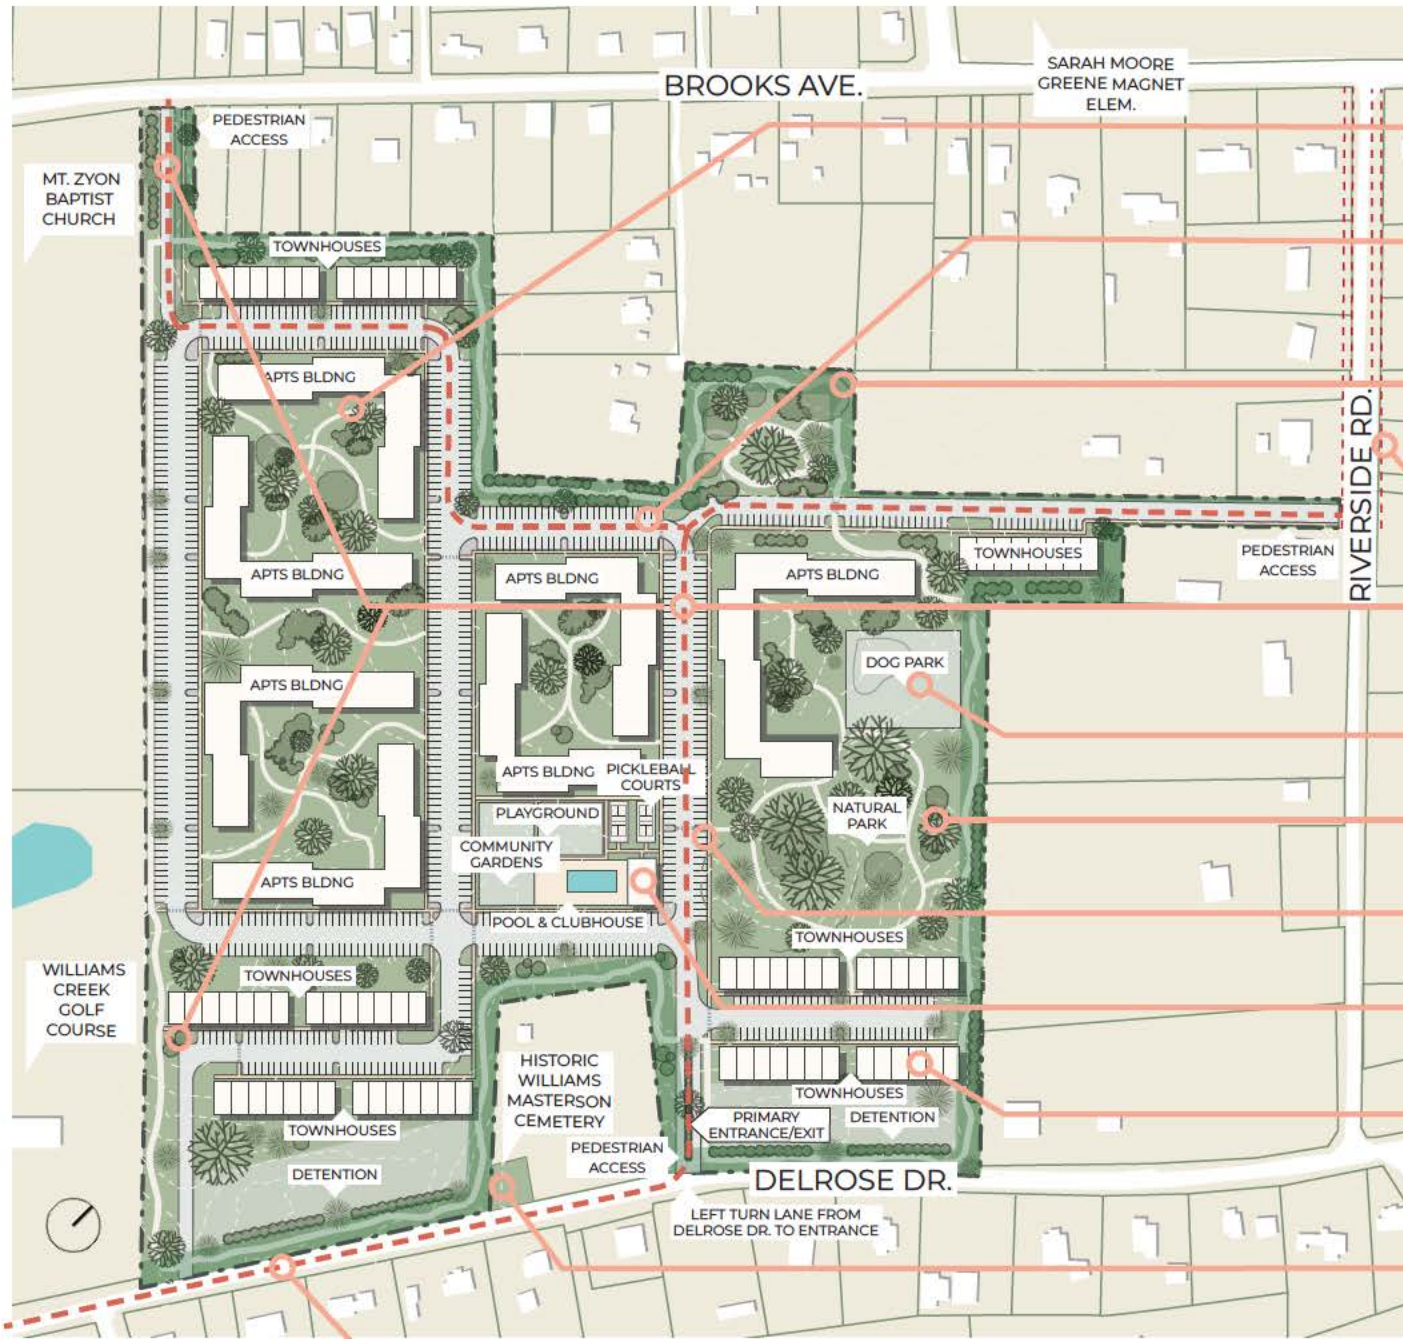 BROOKS AVE.
SARAH MOORE
GREENE MAGNET
ELEM.
PEDESTRIAN
ACCESS
MT. ZYON
BAPTIST
CHURCH
TOWNHOUSES
APTS BLDNG
RIVERSIDE RD.
PEDESTRIAN
ACCESS
TOWNHOUSES
APTS BLDNG
APTS BLDNG
APTS BLDNG
DOG PARK
APTS BLDNG
APTS BLDNG
PICKLEBALL
COURTS
PLAYGROUND
NATURAL
PARK
COMMUNITY
GARDENS
APTS BLDNG
POOL & CLUBHOUSE
TOWNHOUSES
WILLIAMS
CREEK
GOLF
COURSE
TOWNHOUSES
HISTORIC
WILLIAMS
MASTERSON
CEMETERY
TOWNHOUSES
DETENTION
PRIMARY
ENTRANCE/EXIT
TOWNHOUSES
PEDESTRIAN
ACCESS
DETENTION
DELROSE DR.
LEFT TURN LANE FROM
DELROSE DR. TO ENTRANCE